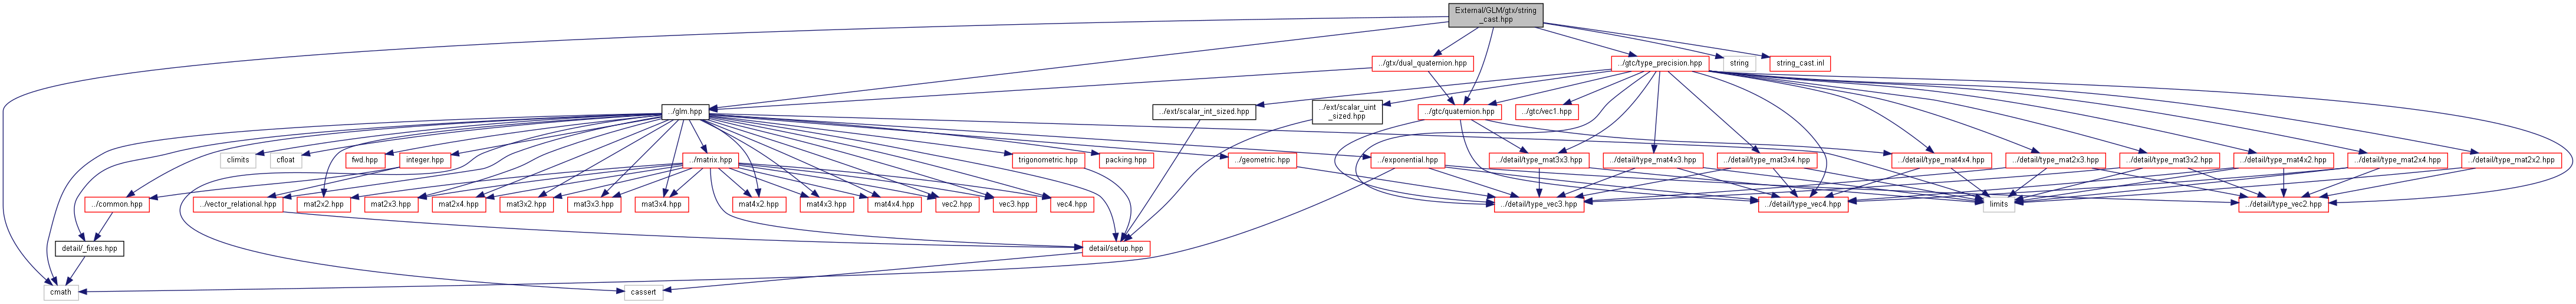 External/GLM/gtx/string
_cast.hpp
../gtx/dual_quaternion.hpp
../gtc/type_precision.hpp
string
string_cast.inl
../glm.hpp
../ext/scalar_int_sized.hpp
../ext/scalar_uint
_sized.hpp
../gtc/quaternion.hpp
../gtc/vec1.hpp
climits
cfloat
fwd.hpp
integer.hpp
../matrix.hpp
trigonometric.hpp
packing.hpp
../geometric.hpp
../exponential.hpp
../detail/type_mat3x3.hpp
../detail/type_mat4x3.hpp
../detail/type_mat3x4.hpp
../detail/type_mat4x4.hpp
../detail/type_mat2x3.hpp
../detail/type_mat3x2.hpp
../detail/type_mat4x2.hpp
../detail/type_mat2x4.hpp
../detail/type_mat2x2.hpp
../common.hpp
../vector_relational.hpp
mat2x2.hpp
mat2x3.hpp
mat2x4.hpp
mat3x2.hpp
mat3x3.hpp
mat3x4.hpp
mat4x2.hpp
mat4x3.hpp
mat4x4.hpp
vec2.hpp
vec3.hpp
vec4.hpp
../detail/type_vec3.hpp
../detail/type_vec4.hpp
limits
../detail/type_vec2.hpp
detail/_fixes.hpp
detail/setup.hpp
cmath
cassert